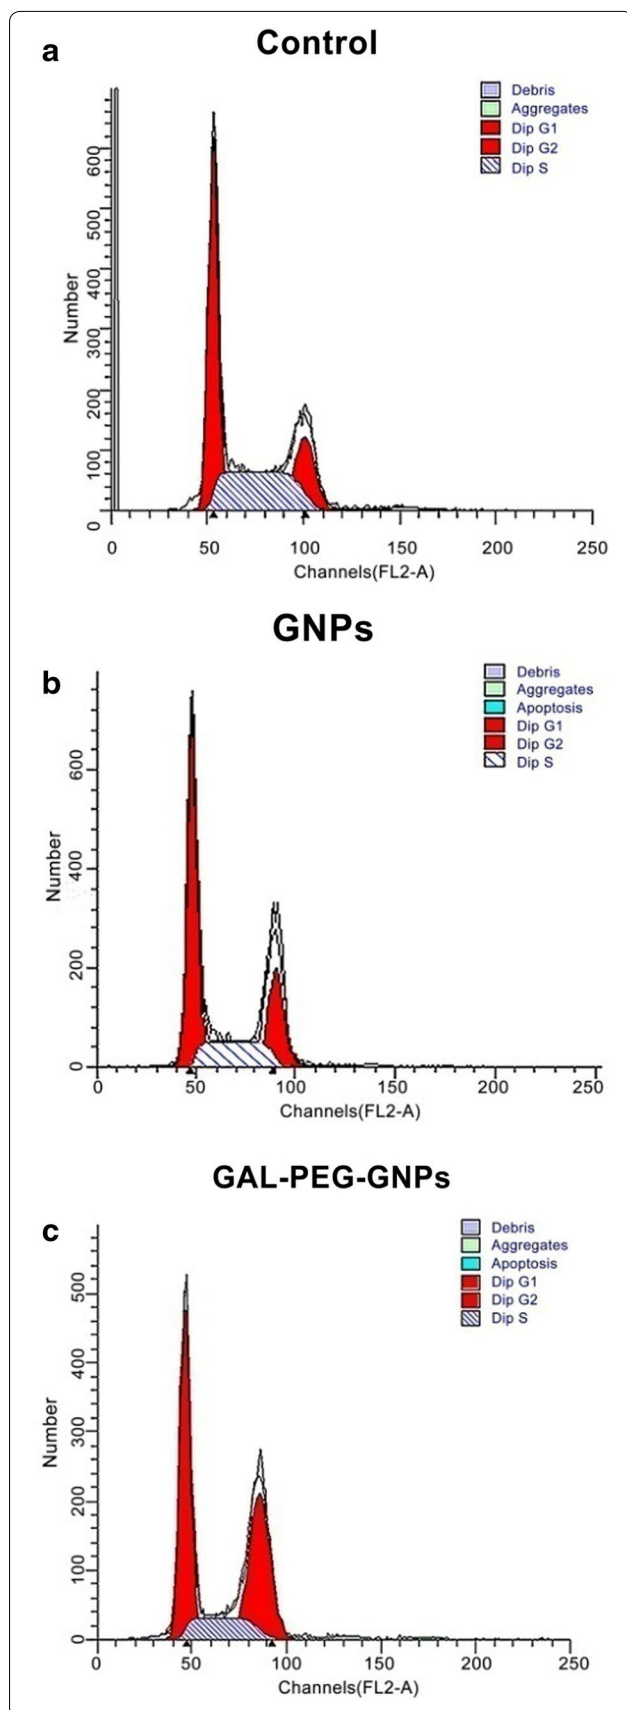 a
Control
Debris
Aggregates
Dip G1
Dip G2
Dip S
Number
600
500
400
300
200
100
0
0 50 100 150 200 250
Channels(FL2-A)
GNPs
b
Debris
Aggregates
Apoptosis
Dip G1
Dip G2
Dip S
Number
600
400
200
0
0 50 100 150 200 250
Channels(FL2-A)
GAL-PEG-GNPs
c
Debris
Aggregates
Apoptosis
Dip G1
Dip G2
Dip S
Number
500
400
300
200
100
0
0 50 100 150 200 250
Channels(FL2-A)